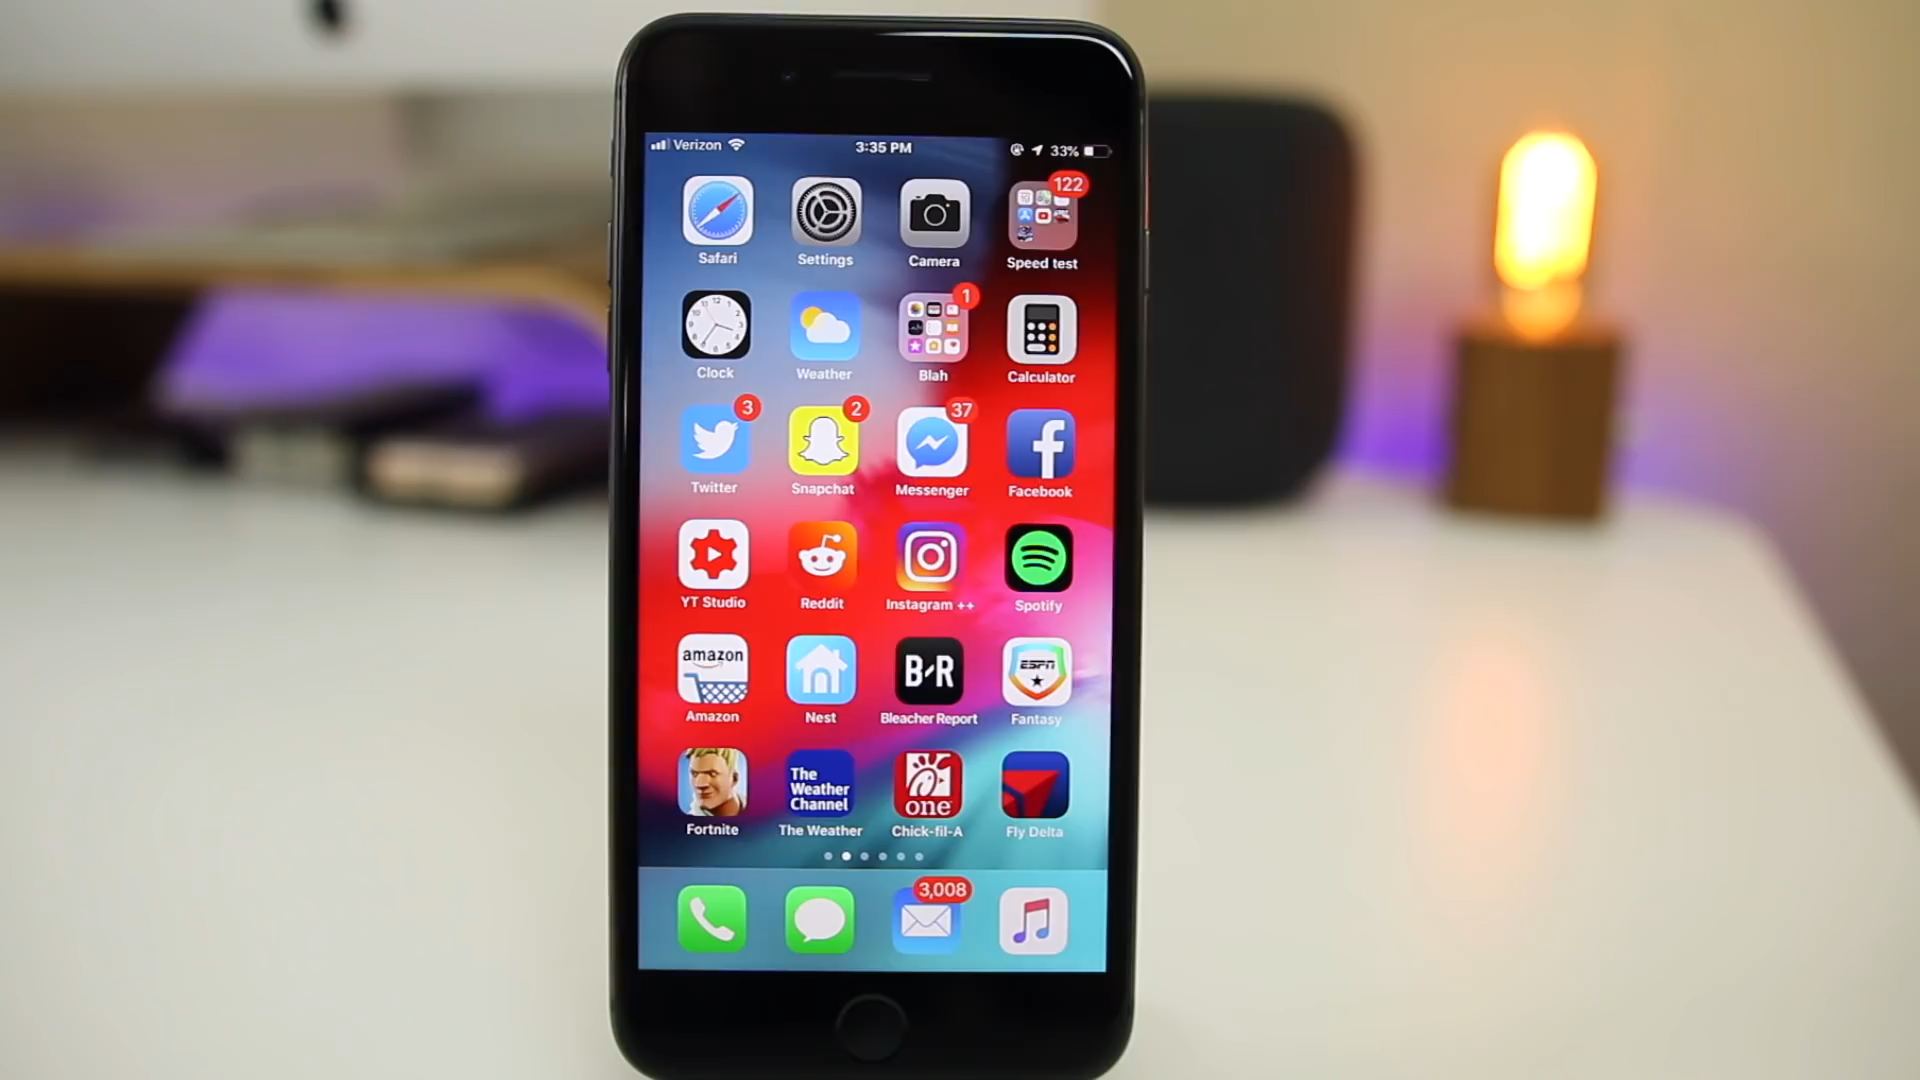 Verizon 3:35 PM 33%
122
Safari Settings Camera Speed test
1
Clock Weather Blah Calculator
3 2 37
Twitter Snapchat Messenger Facebook
YT Studio Reddit Instagram ++ Spotify
amazon B/R ESPN
Amazon Nest Bleacher Report Fantasy
The
Weather
Channel
one
Fortnite The Weather Chick-fil-A Fly Delta
3,008